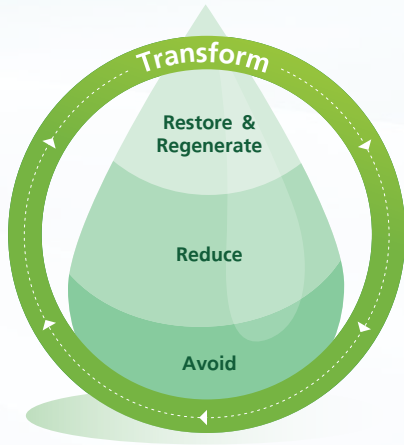 Transform
Restore &
Regenerate
Reduce
Avoid